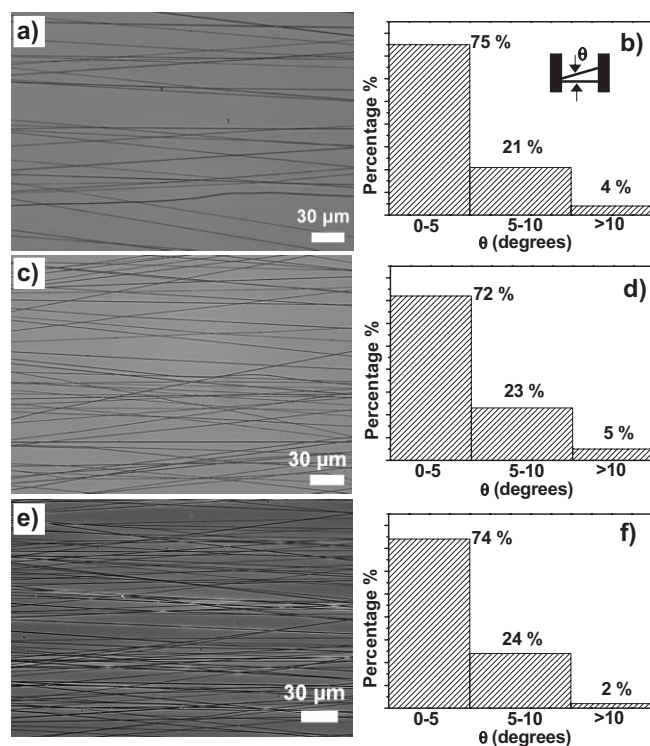 a)
30 µm
b)
θ
75 %
21 %
4 %
Percentage %
0-5 5-10 >10
θ (degrees)
c)
30 µm
d)
72 %
23 %
5 %
Percentage %
0-5 5-10 >10
θ (degrees)
e)
30 µm
f)
74 %
24 %
2 %
Percentage %
0-5 5-10 >10
θ (degrees)